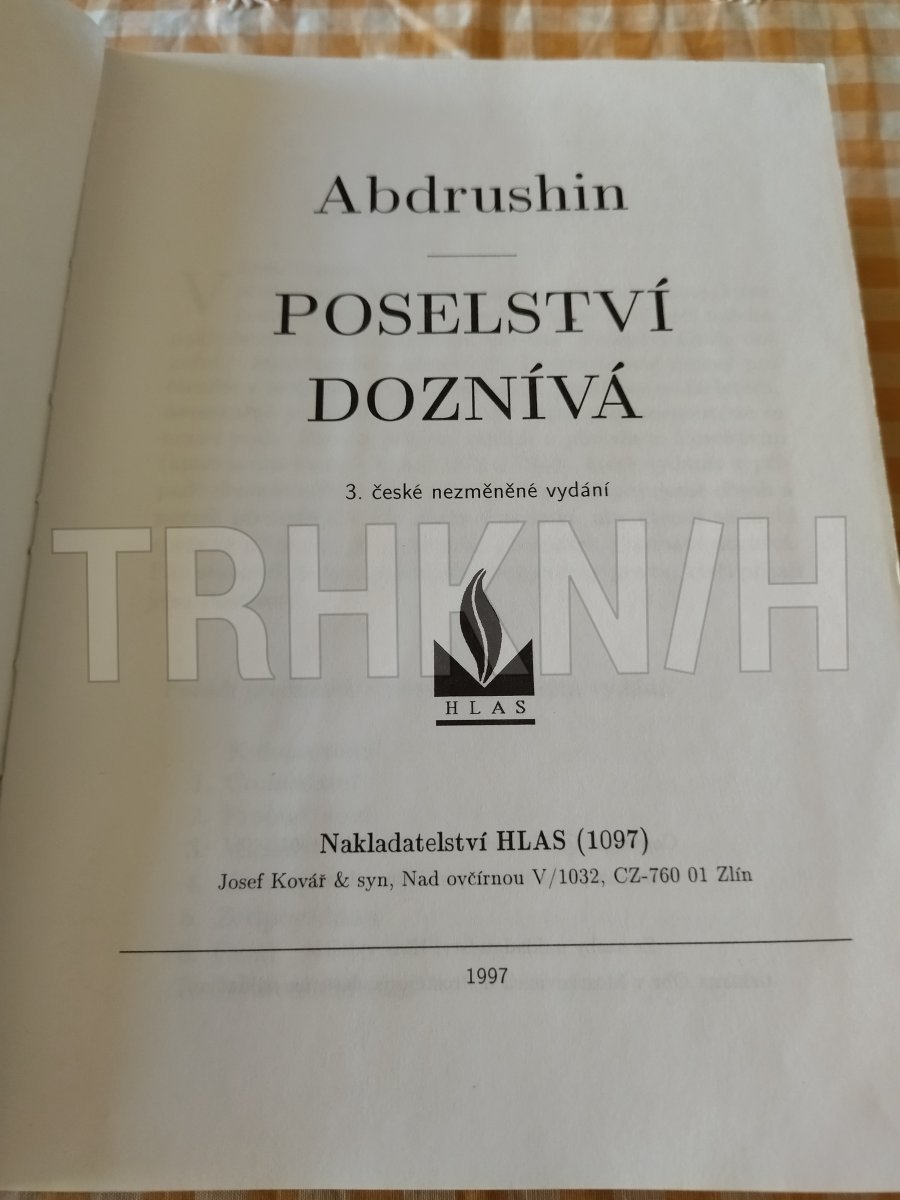 Abdrushin
POSELSTVÍ
DOZNÍVÁ
3. české nezměněné vydání
TRHKNIH
HLAS
Nakladatelství HLAS (1097)
Josef Kovář & syn, Nad ovčírnou V/1032, CZ-760 01 Zlín
1997